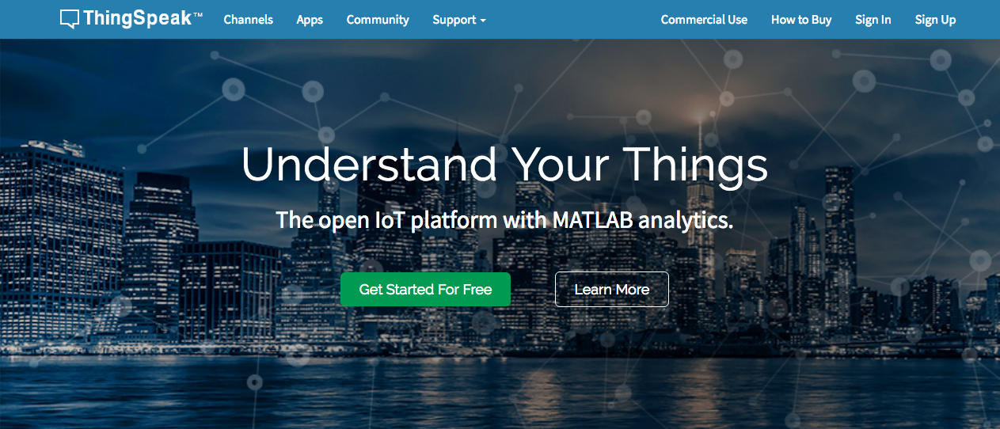 ThingSpeak™ Channels Apps Community Support Commercial Use How to Buy Sign In Sign Up
Understand Your Things
The open IoT platform with MATLAB analytics.
Get Started For Free Learn More